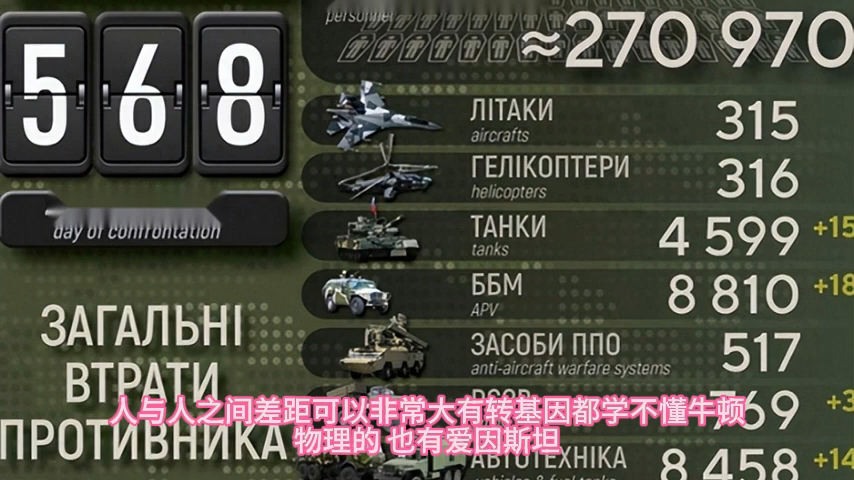 568
day of confrontation
ЗАГАЛЬНІ
ВТРАТИ
ПРОТИВНИКА
personnel
≈270 970
ЛІТАКИ 315
aircrafts
ГЕЛІКОПТЕРИ 316
helicopters
ТАНКИ 4 599 +15
tanks
ББМ 8 810 +18
APV
ЗАСОБИ ППО 517
anti-aircraft warfare systems
769 +3
АВТОТЕХНІКА 8 458 +14
人与人之间差距可以非常大有转基因都学不懂牛顿
物理的 也有爱因斯坦